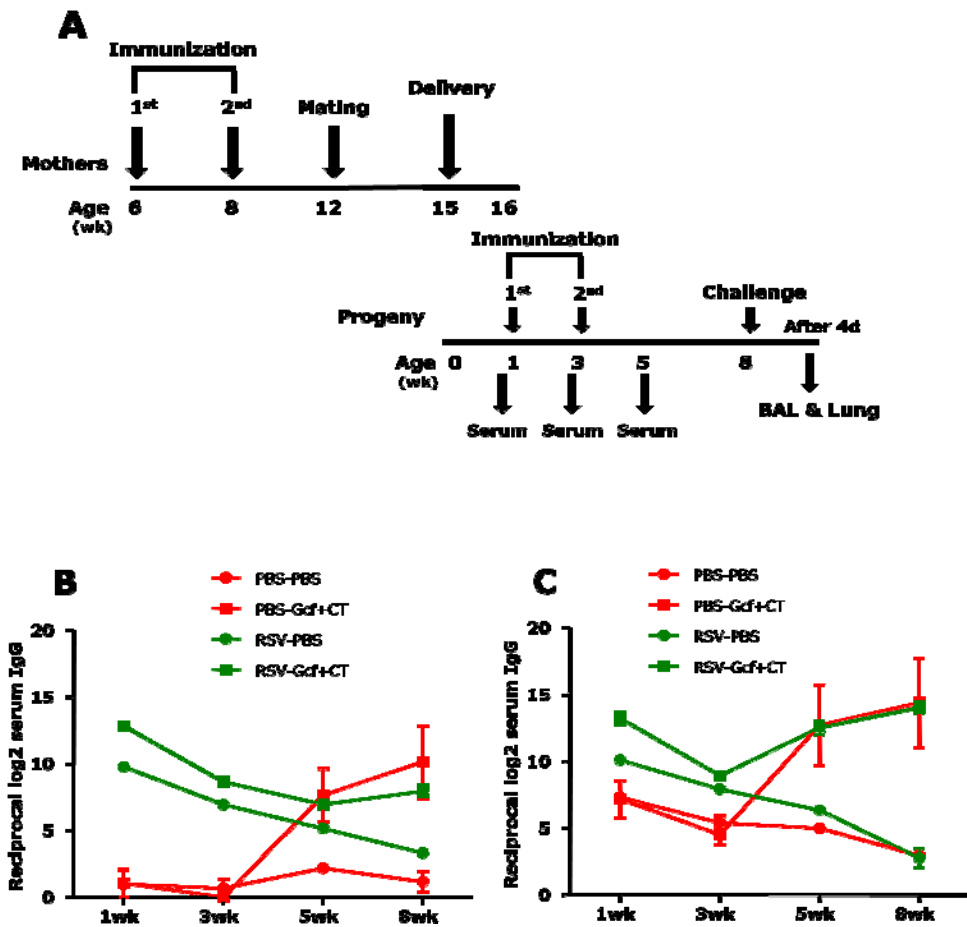 A
Immunization
1st 2nd Mating Delivery
Mothers
Age 6 8 12 15 16
(wk)
Immunization
1st 2nd Challenge
Progeny After 4d
Age 0 1 3 5 8
(wk)
BAL & Lung
Serum Serum Serum
B
PBS-PBS
PBS-Gcf+CT
RSV-PBS
RSV-Gcf+CT
Reciprocal log2 serum IgG
20
15
10
5
0
1wk 3wk 5wk 8wk
C
PBS-PBS
PBS-Gcf+CT
RSV-PBS
RSV-Gcf+CT
Reciprocal log2 serum IgG
20
15
10
5
0
1wk 3wk 5wk 8wk